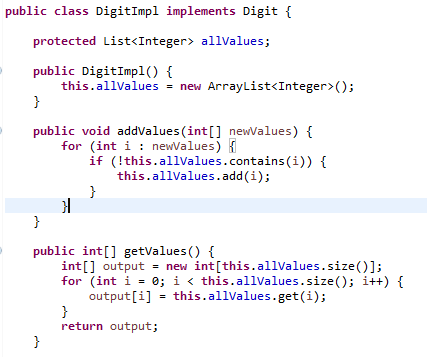 public class DigitImpl implements Digit {
protected List<Integer> allValues;
public DigitImpl() {
this.allValues = new ArrayList<Integer>();
}
public void addValues(int[] newValues) {
for (int i : newValues) {
if (!this.allValues.contains(i)) {
this.allValues.add(i);
}
}
}
public int[] getValues() {
int[] output = new int[this.allValues.size()];
for (int i = 0; i < this.allValues.size(); i++) {
output[i] = this.allValues.get(i);
}
return output;
}